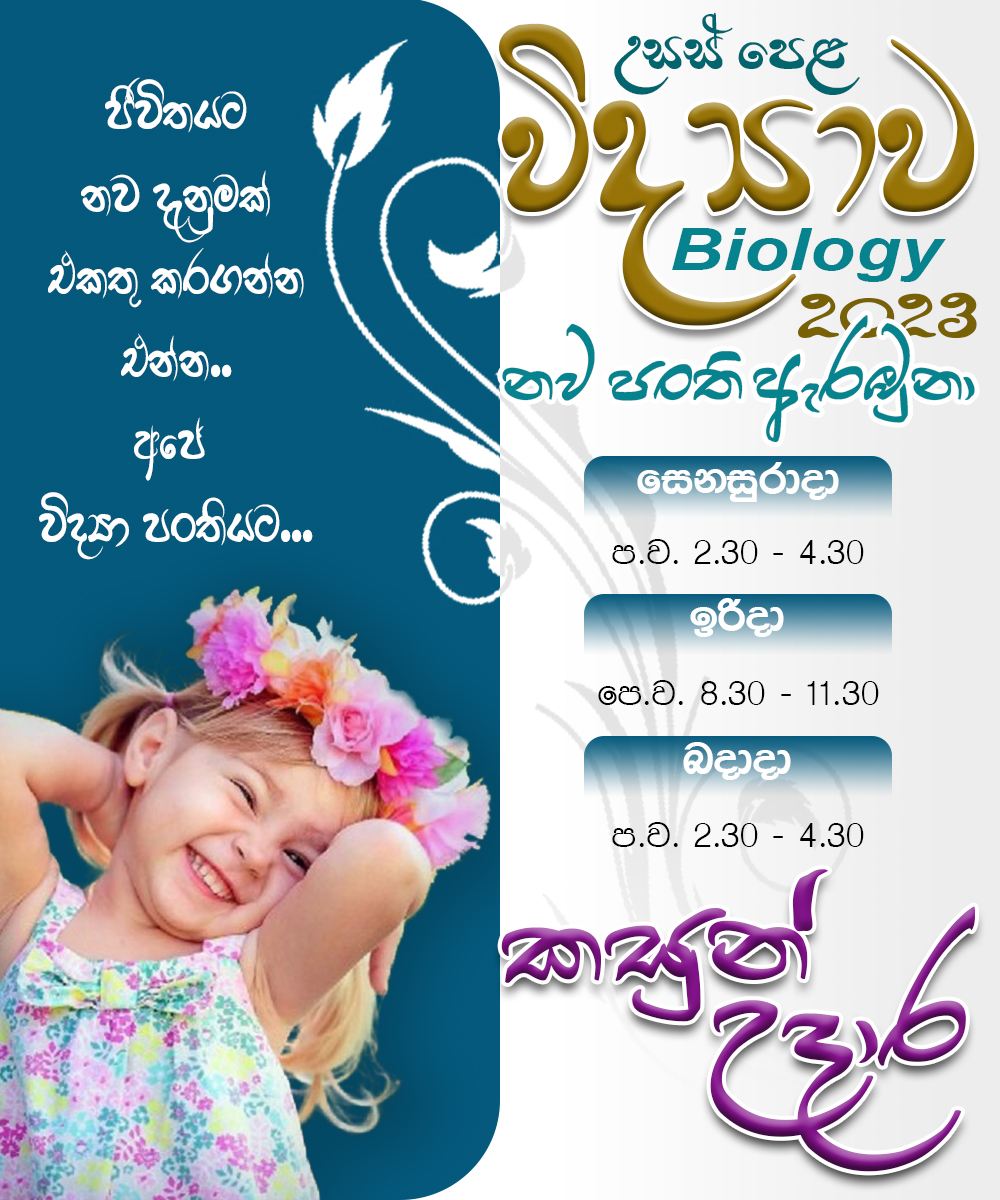 ජීවිතයට
නව දැනුමක්
එකතු කරගන්න
එන්න..
අපේ
විද්‍යා පංතියට...
උසස් පෙළ
විද්‍යාව
Biology
2023
නව පංති ඇරඹුනා
සෙනසුරාදා
ප.ව. 2.30 - 4.30
ඉරිදා
පෙ.ව. 8.30 - 11.30
බදාදා
ප.ව. 2.30 - 4.30
කසුන්
උදාර